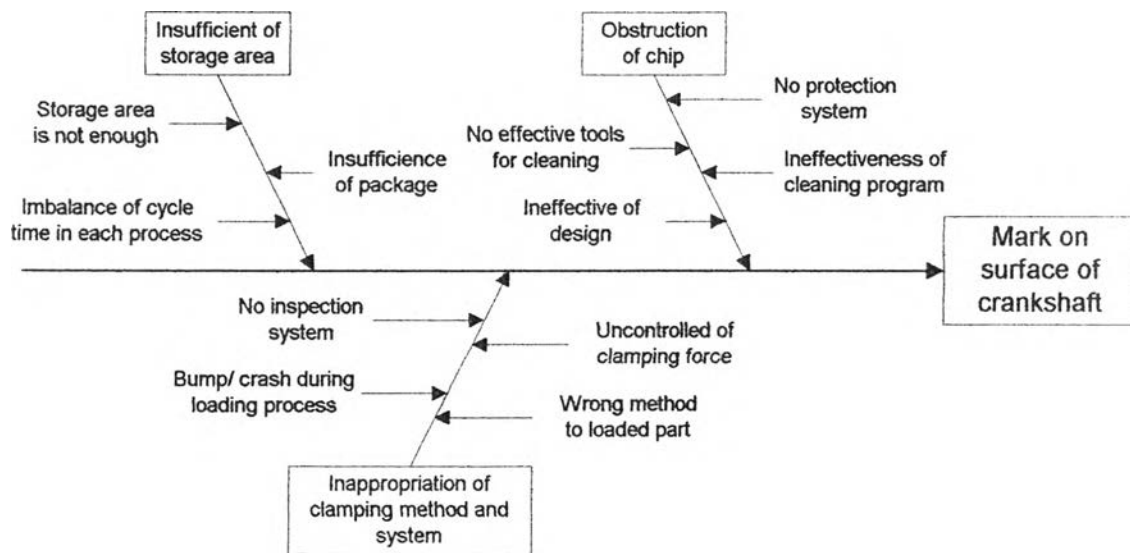 Insufficient of
storage area
Obstruction
of chip
Storage area
is not enough
Insufficience
of package
Imbalance of cycle
time in each process
No protection
system
No effective tools
for cleaning
Ineffectiveness of
cleaning program
Ineffective of
design
Mark on
surface of
crankshaft
No inspection
system
Uncontrolled of
clamping force
Bump/ crash during
loading process
Wrong method
to loaded part
Inappropriation of
clamping method and
system